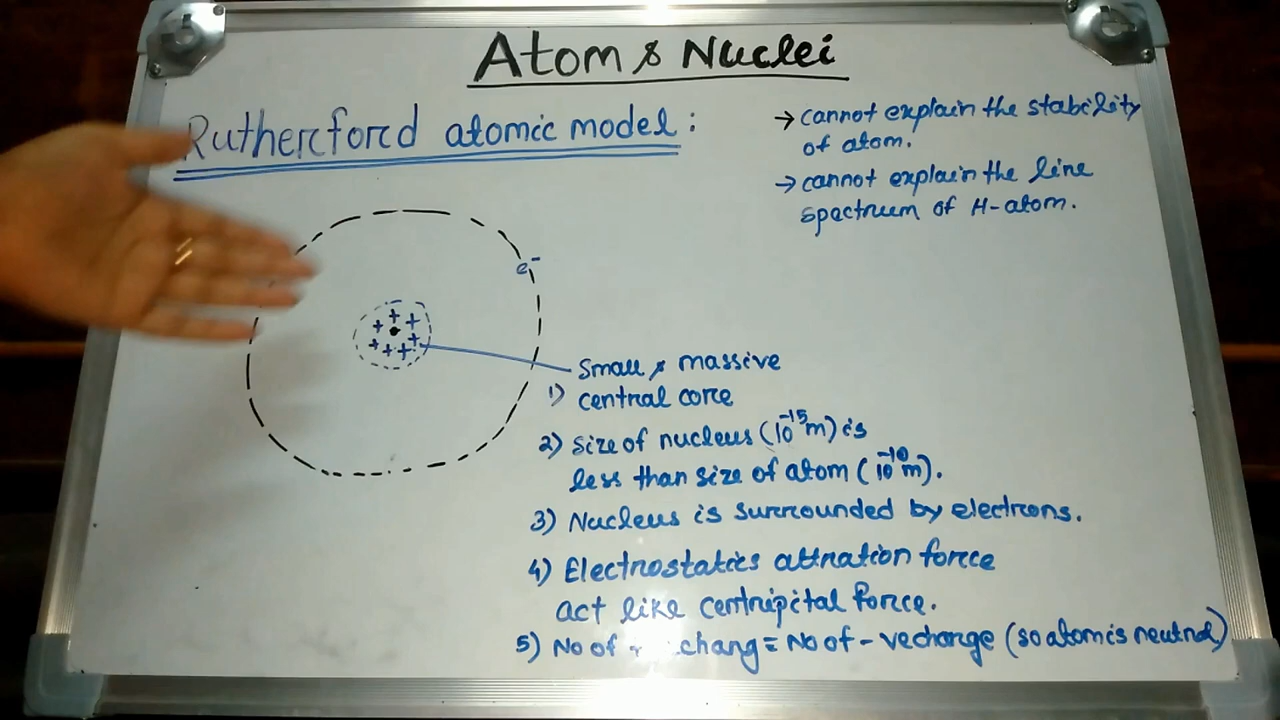 Atom & Nuclei
Rutherford atomic model:
→ cannot explain the stability
of atom.
→ cannot explain the line
spectrum of H-atom.
e⁻
+ + + + + + + +
Small & massive
1) central core
2) Size of nucleus (10⁻¹⁵m) is
less than size of atom (10⁻¹⁰m).
3) Nucleus is surrounded by electrons.
4) Electrostatics attration force
act like centripital force.
5) No of chang = No of - ve charge (so atom is neutral)